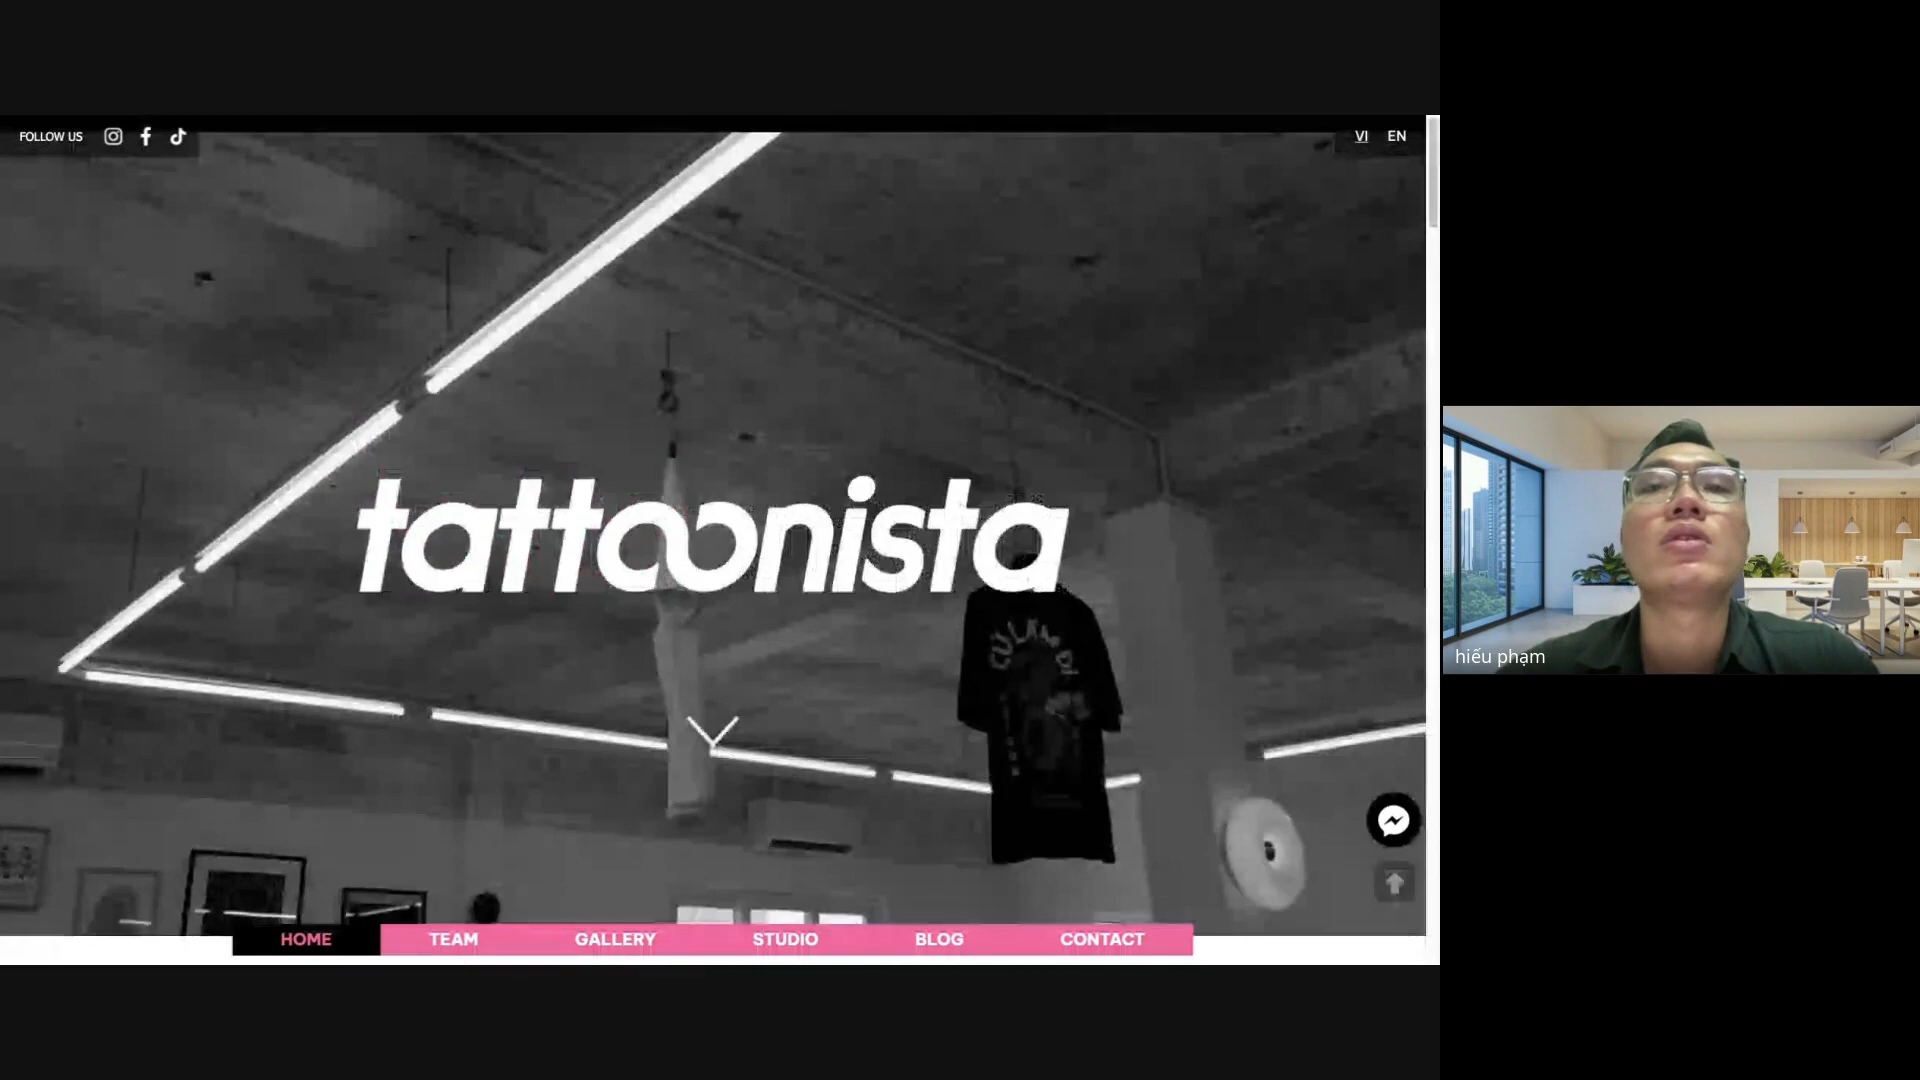 FOLLOW US
VI EN
tattoonista
HOME TEAM GALLERY STUDIO BLOG CONTACT
hiếu phạm